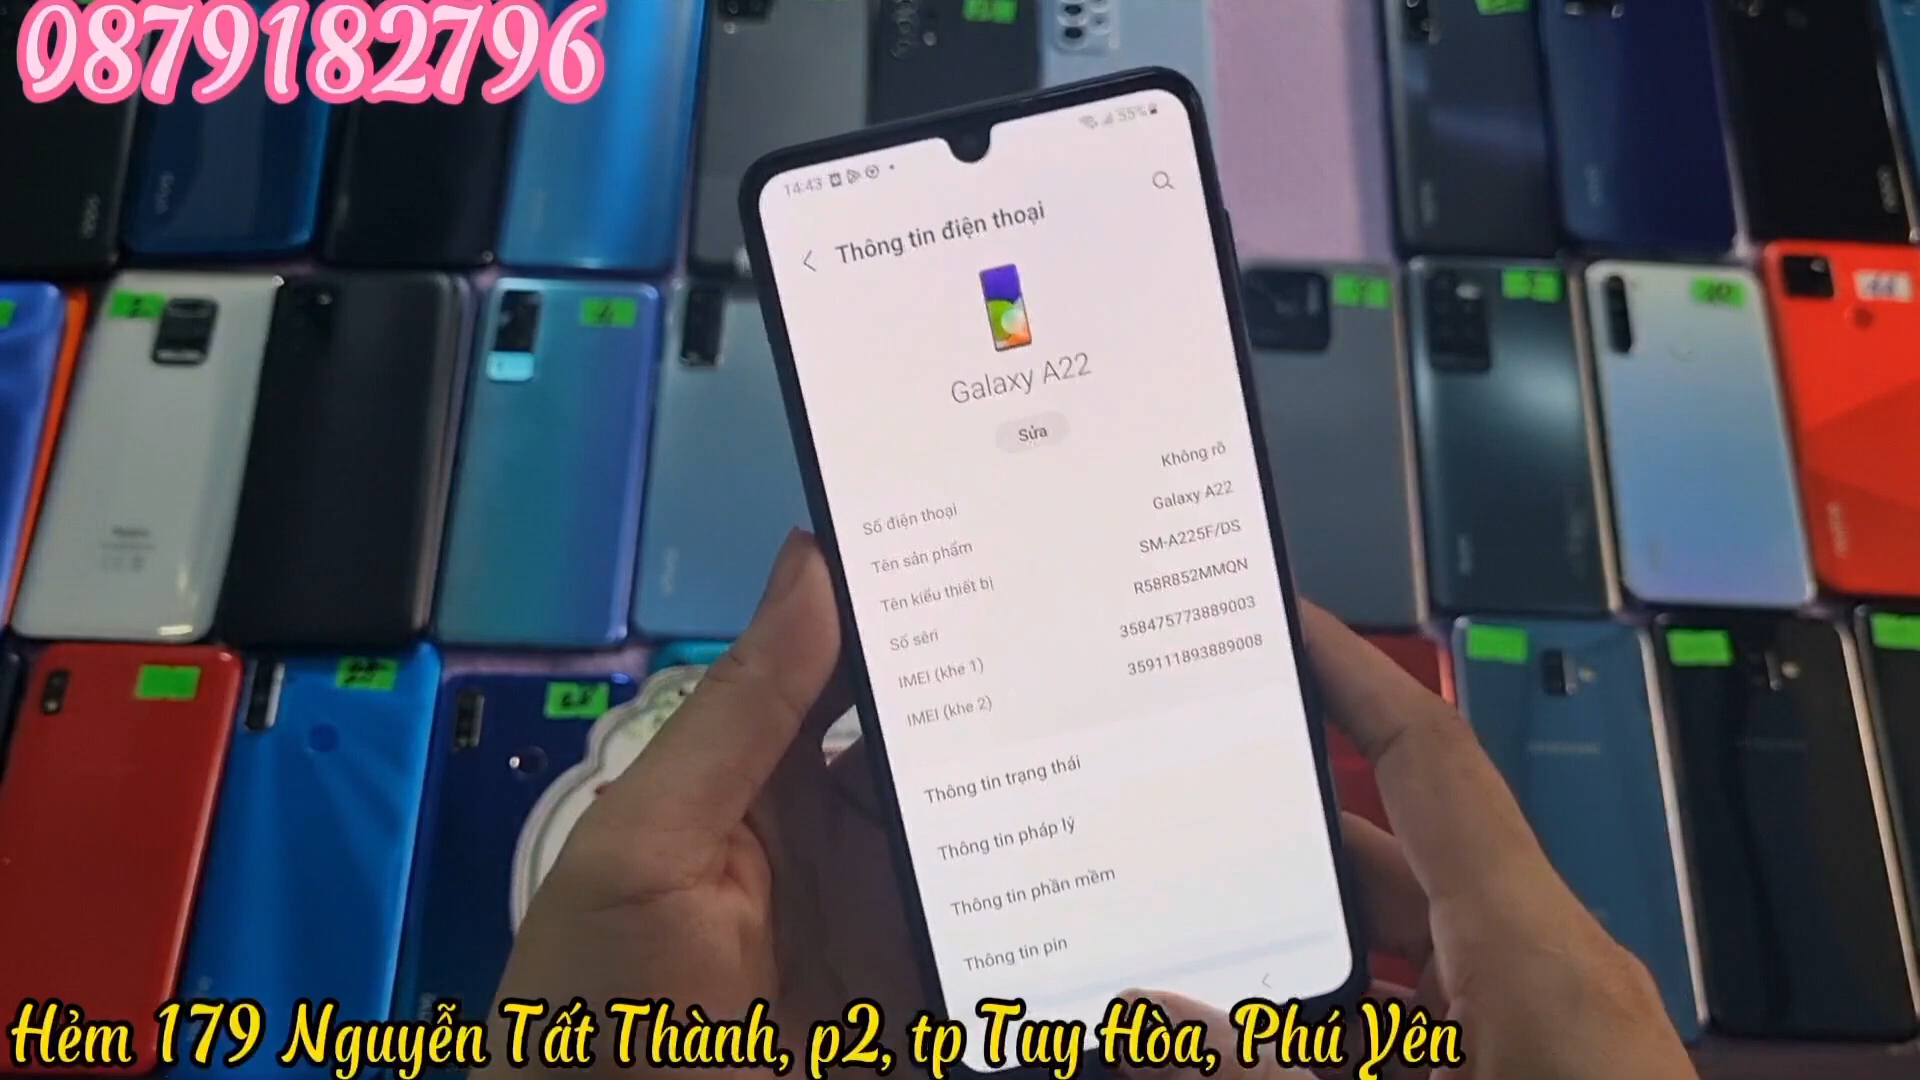 0879182796
14:43
55%
Thông tin điện thoại
Galaxy A22
Sửa
Số điện thoại
Không rõ
Tên sản phẩm
Galaxy A22
Tên kiểu thiết bị
SM-A225F/DS
Số sêri
R58R852MMQN
IMEI (khe 1)
358475773889003
IMEI (khe 2)
359111893889008
Thông tin trạng thái
Thông tin pháp lý
Thông tin phần mềm
Thông tin pin
Hẻm 179 Nguyễn Tất Thành, p2, tp Tuy Hòa, Phú Yên